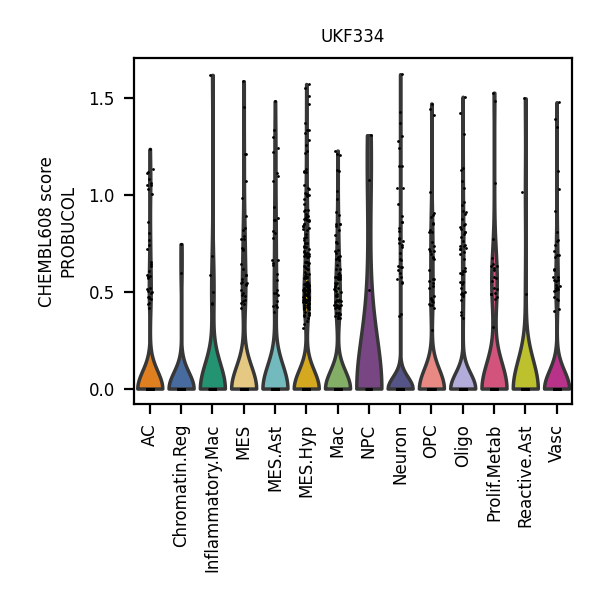 UKF334
CHEMBL608 score
PROBUCOL
1.5
1.0
0.5
0.0
AC
Chromatin.Reg
Inflammatory.Mac
MES
MES.Ast
MES.Hyp
Mac
NPC
Neuron
OPC
Oligo
Prolif.Metab
Reactive.Ast
Vasc